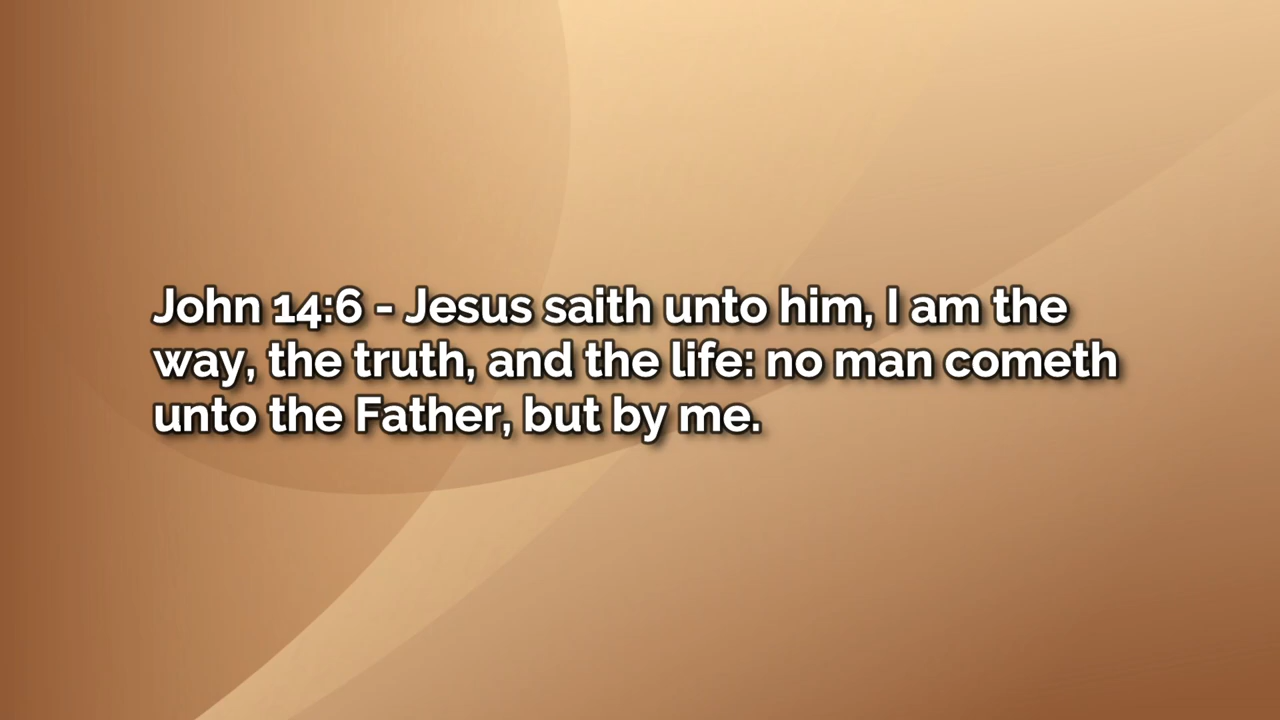 John 14:6 - Jesus saith unto him, I am the
way, the truth, and the life: no man cometh
unto the Father, but by me.